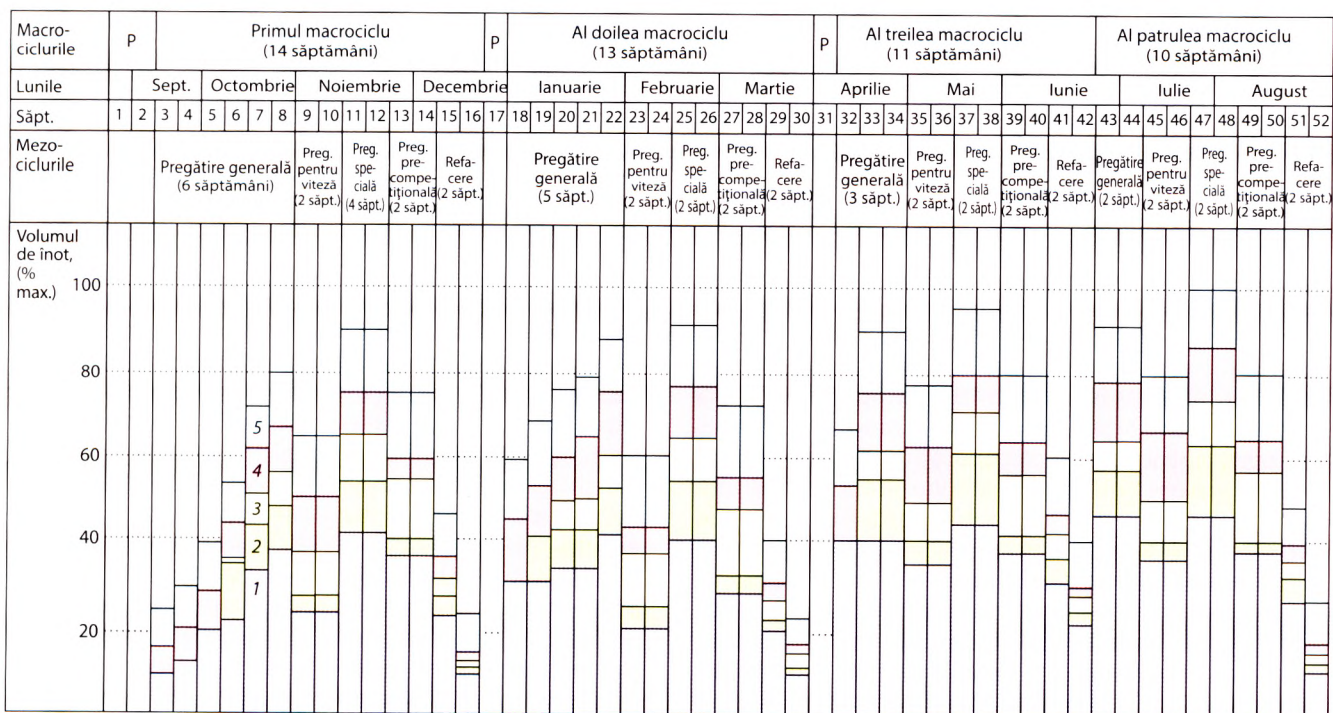 Macro-
ciclurile
P
Primul macrociclu
(14 săptămâni)
P
Al doilea macrociclu
(13 săptămâni)
P
Al treilea macrociclu
(11 săptămâni)
Al patrulea macrociclu
(10 săptămâni)
Lunile
Sept.
Octombrie
Noiembrie
Decembrie
Ianuarie
Februarie
Martie
Aprilie
Mai
Iunie
Iulie
August
Săpt.
1 2 3 4 5 6 7 8 9 10 11 12 13 14 15 16 17 18 19 20 21 22 23 24 25 26 27 28 29 30 31 32 33 34 35 36 37 38 39 40 41 42 43 44 45 46 47 48 49 50 51 52
Mezo-
ciclurile
Pregătire generală
(6 săptămâni)
Preg.
pentru
viteză
(2 săpt.)
Preg.
spe-
cială
(4 săpt.)
Preg.
pre-
compe-
tițională
(2 săpt.)
Refa-
cere
(2 săpt.)
Pregătire
generală
(5 săpt.)
Preg.
pentru
viteză
(2 săpt.)
Preg.
spe-
cială
(2 săpt.)
Preg.
pre-
compe-
tițională
(2 săpt.)
Refa-
cere
(2 săpt.)
Pregătire
generală
(3 săpt.)
Preg.
pentru
viteză
(2 săpt.)
Preg.
spe-
cială
(2 săpt.)
Preg.
pre-
compe-
tițională
(2 săpt.)
Refa-
cere
(2 săpt.)
Pregătire
generală
(2 săpt.)
Preg.
pentru
viteză
(2 săpt.)
Preg.
spe-
cială
(2 săpt.)
Preg.
pre-
compe-
tițională
(2 săpt.)
Refa-
cere
(2 săpt.)
Volumul
de înot,
(%
max.)
100
80
60
40
20
5
4
3
2
1